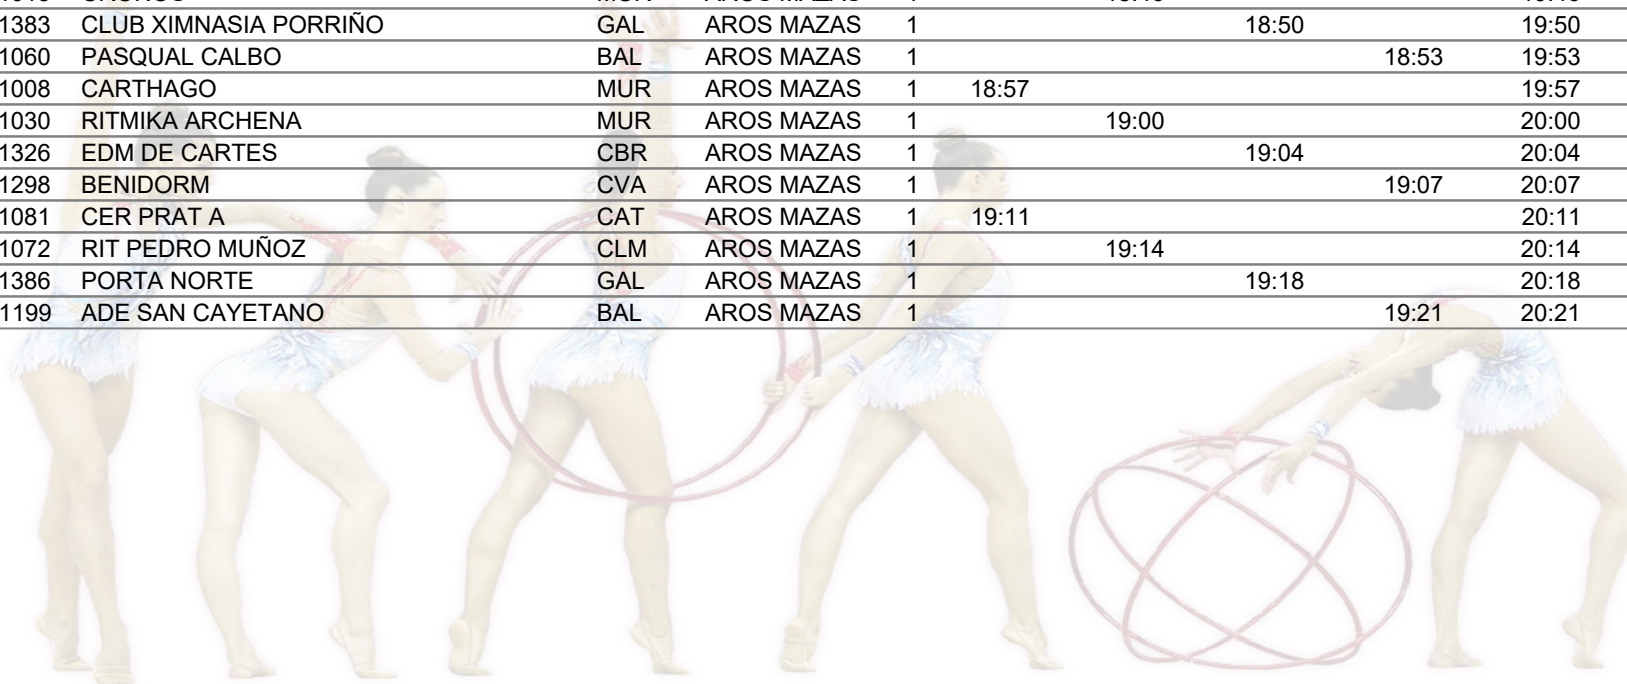 1383 CLUB XIMNASIA PORRIÑO GAL AROS MAZAS 1 18:50 19:50
1060 PASQUAL CALBO BAL AROS MAZAS 1 18:53 19:53
1008 CARTHAGO MUR AROS MAZAS 1 18:57 19:57
1030 RITMIKA ARCHENA MUR AROS MAZAS 1 19:00 20:00
1326 EDM DE CARTES CBR AROS MAZAS 1 19:04 20:04
1298 BENIDORM CVA AROS MAZAS 1 19:07 20:07
1081 CER PRAT A CAT AROS MAZAS 1 19:11 20:11
1072 RIT PEDRO MUÑOZ CLM AROS MAZAS 1 19:14 20:14
1386 PORTA NORTE GAL AROS MAZAS 1 19:18 20:18
1199 ADE SAN CAYETANO BAL AROS MAZAS 1 19:21 20:21